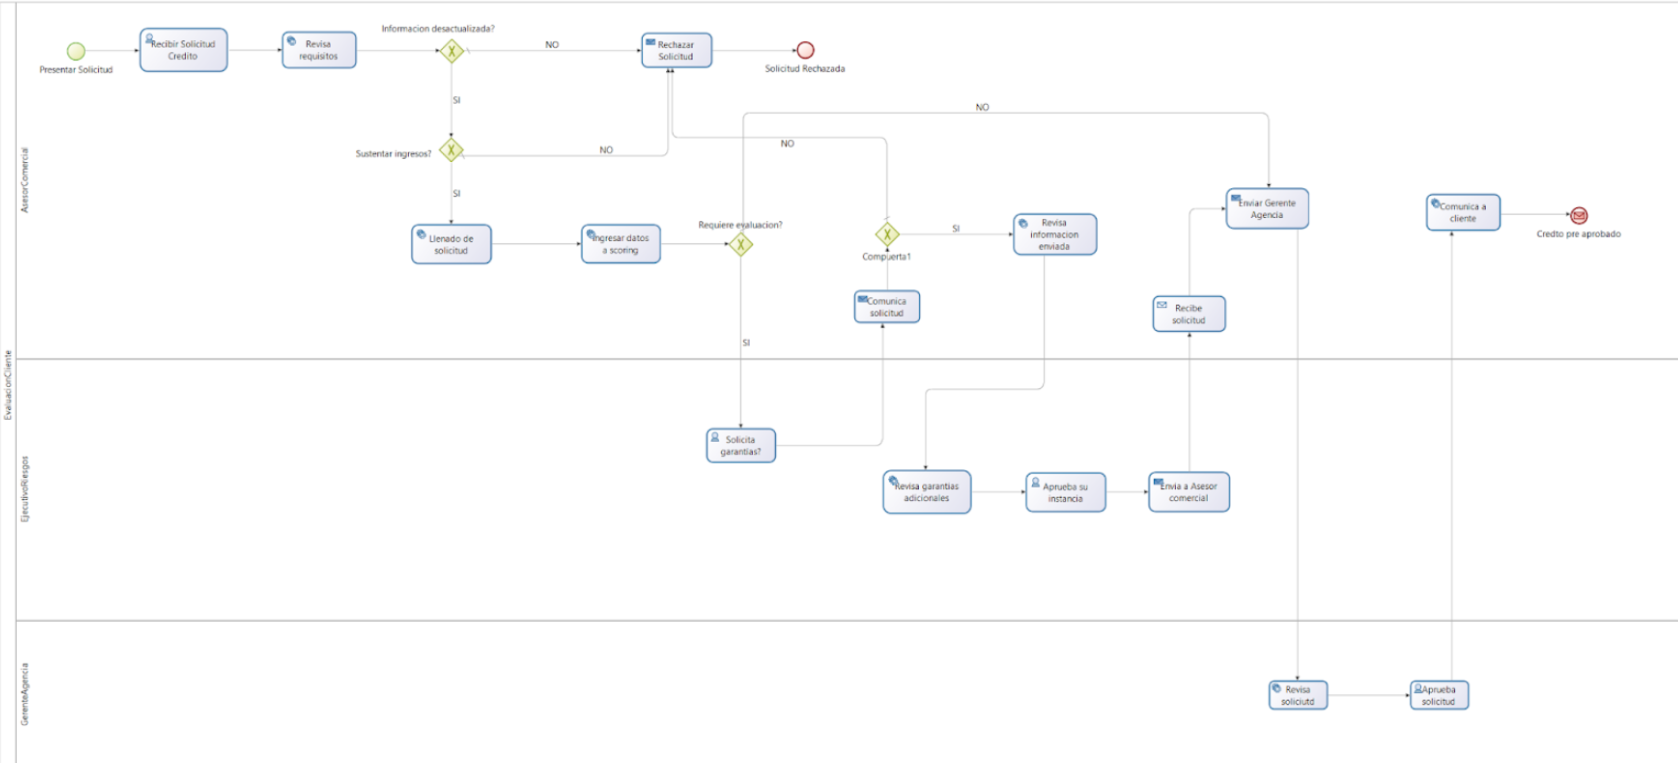 EvaluacionCliente
AsesorComercial
Presentar Solicitud
Recibir Solicitud
Credito
Revisa
requisitos
Informacion desactualizada?
NO
Rechazar
Solicitud
Solicitud Rechazada
SI
Sustentar ingresos?
NO
SI
Llenado de
solicitud
Ingresar datos
a scoring
Requiere evaluacion?
NO
SI
NO
Compuerta1
SI
Comunica
solicitud
Revisa
informacion
enviada
Recibe
solicitud
Enviar Gerente
Agencia
Comunica a
cliente
Credto pre aprobado
EjecutivoRiesgos
Solicita
garantias?
Revisa garantias
adicionales
Aprueba su
instancia
Envia a Asesor
comercial
GerenteAgencia
Revisa
soliciutd
Aprueba
solicitud